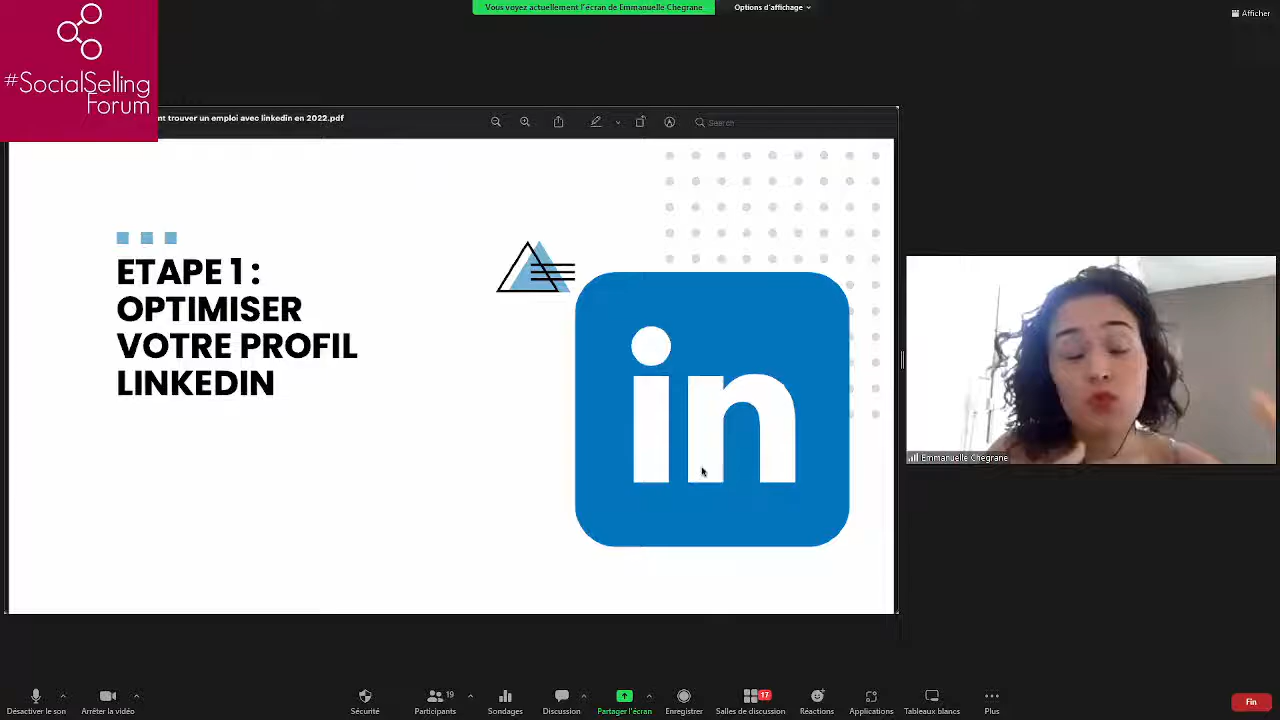 Vous voyez actuellement l'écran de Emmanuelle Chegrane
Options d'affichage
Afficher
#SocialSelling
Forum
nt trouver un emploi avec linkedin en 2022.pdf
Search
ETAPE 1 :
OPTIMISER
VOTRE PROFIL
LINKEDIN
in
Emmanuelle Chegrane
19
17
Désactiver le son
Arrêter la vidéo
Sécurité
Participants
Sondages
Discussion
Partager l'écran
Enregistrer
Salles de discussion
Réactions
Applications
Tableaux blancs
Plus
Fin